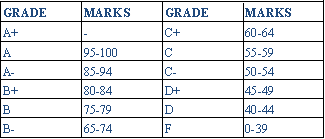 GRADE MARKS GRADE MARKS
A+ - C+ 60-64
A 95-100 C 55-59
A- 85-94 C- 50-54
B+ 80-84 D+ 45-49
B 75-79 D 40-44
B- 65-74 F 0-39